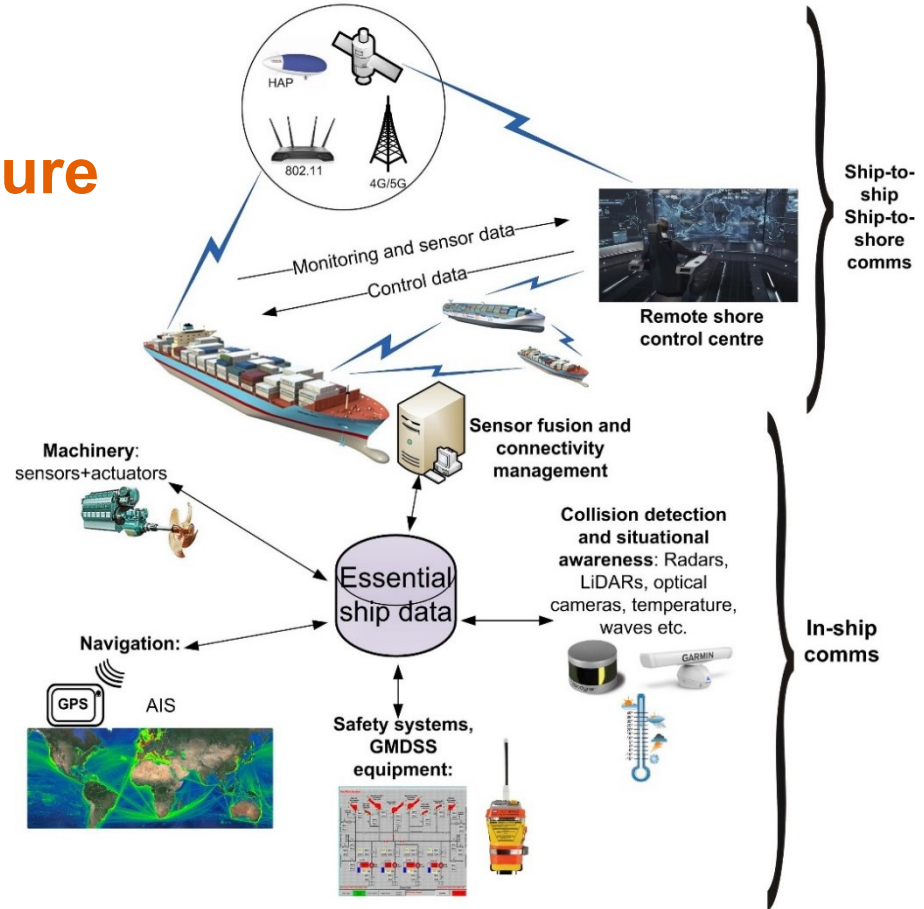 ure
HAP
802.11
4G/5G
Monitoring and sensor data
Control data
Remote shore
control centre
Ship-to-
ship
Ship-to-
shore
comms
Sensor fusion and
connectivity
management
Machinery:
sensors+actuators
Collision detection
and situational
awareness: Radars,
LiDARs, optical
cameras, temperature,
waves etc.
Essential
ship data
In-ship
comms
Navigation:
GPS
AIS
GARMIN
Safety systems,
GMDSS
equipment: